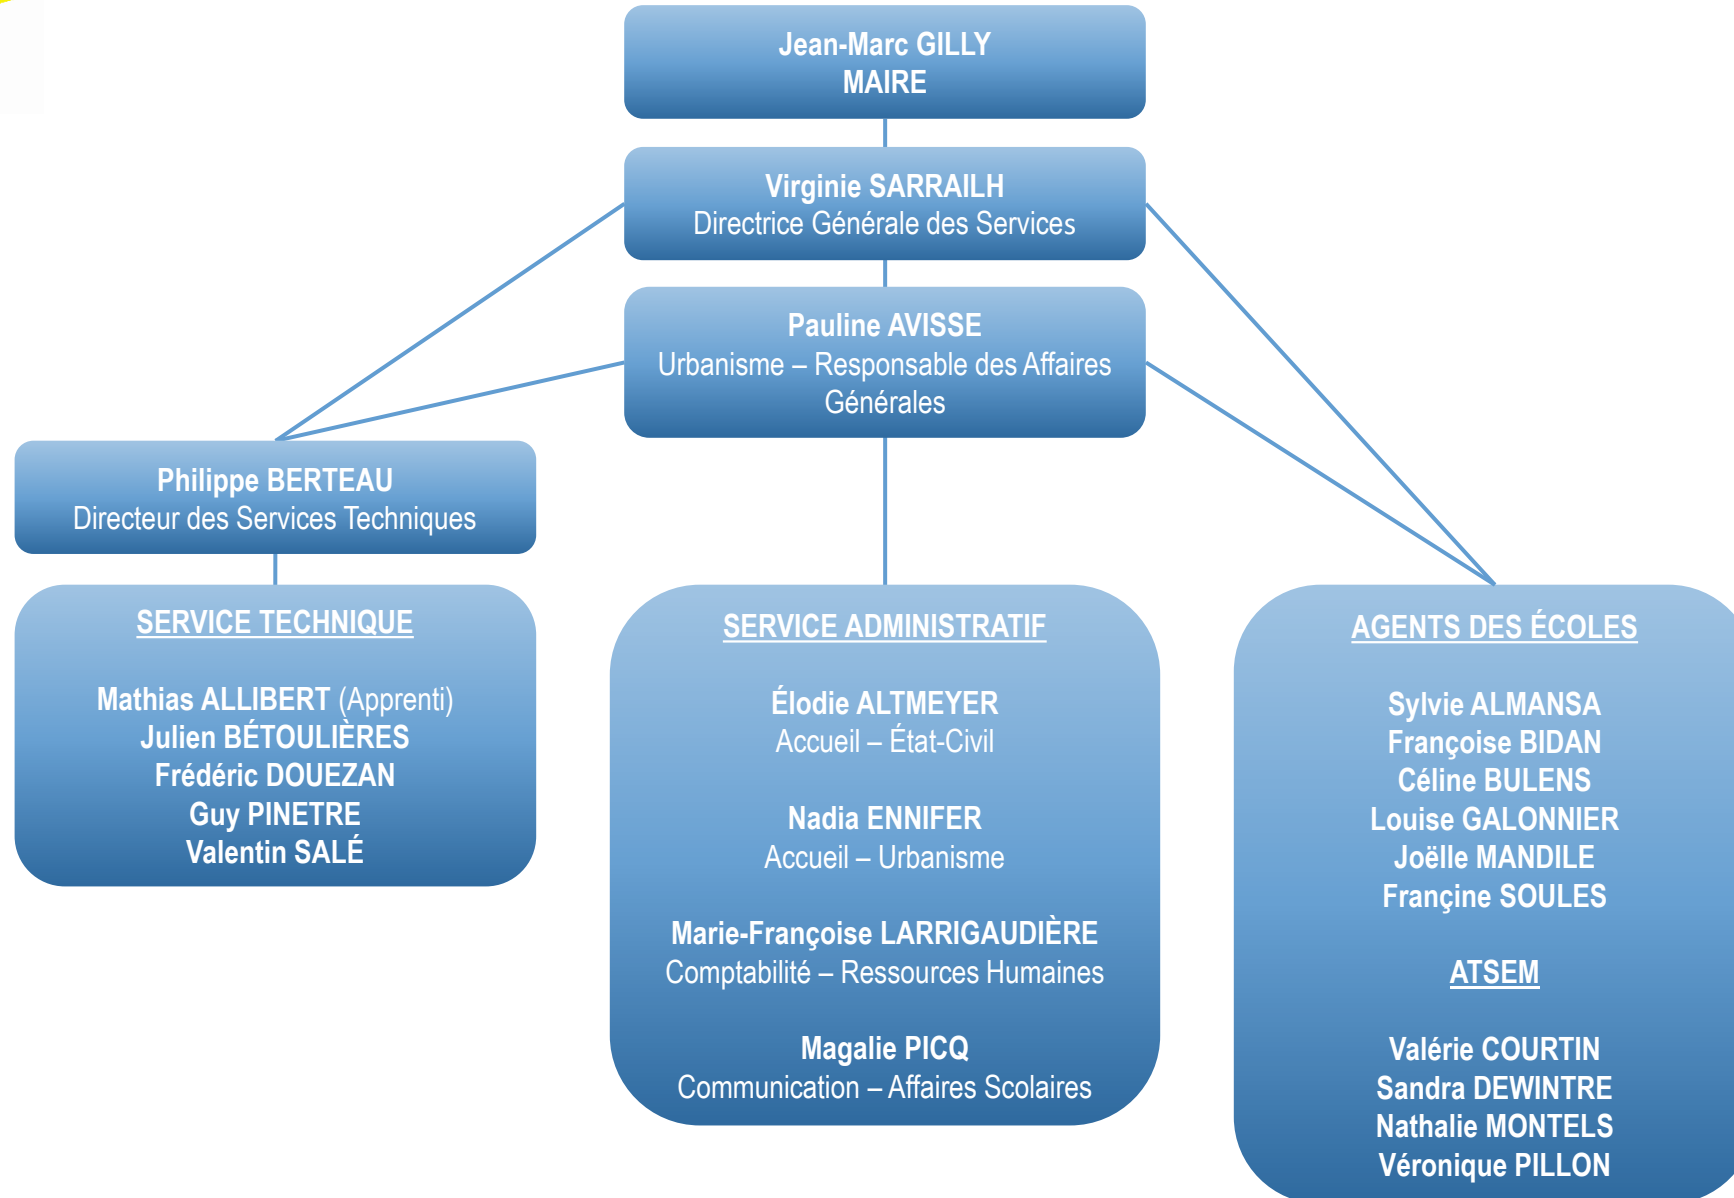 Jean-Marc GILLY
MAIRE
Virginie SARRAILH
Directrice Générale des Services
Pauline AVISSE
Urbanisme – Responsable des Affaires
Générales
Philippe BERTEAU
Directeur des Services Techniques
SERVICE TECHNIQUE
Mathias ALLIBERT (Apprenti)
Julien BÉTOULIÈRES
Frédéric DOUEZAN
Guy PINETRE
Valentin SALÉ
SERVICE ADMINISTRATIF
Élodie ALTMEYER
Accueil – État-Civil
Nadia ENNIFER
Accueil – Urbanisme
Marie-Françoise LARRIGAUDIÈRE
Comptabilité – Ressources Humaines
Magalie PICQ
Communication – Affaires Scolaires
AGENTS DES ÉCOLES
Sylvie ALMANSA
Françoise BIDAN
Céline BULENS
Louise GALONNIER
Joëlle MANDILE
Françine SOULES
ATSEM
Valérie COURTIN
Sandra DEWINTRE
Nathalie MONTELS
Véronique PILLON